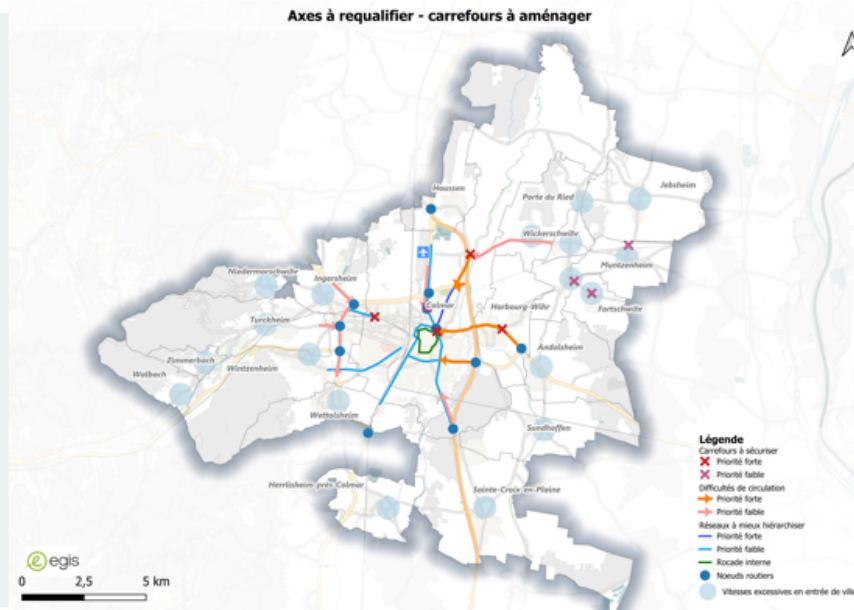 Axes à requalifier - carrefours à aménager
Houssen
Jebsheim
Porte du Ried
Wickerschwihr
Muntzenheim
Niedermorschwihr
Ingersheim
Fortschwihr
Colmar
Horbourg-Wihr
Turckheim
Andolsheim
Zimmerbach
Walbach
Wintzenheim
Wettolsheim
Sundhoffen
Herrlisheim-près-Colmar
Sainte-Croix-en-Plaine
Légende
Carrefours à sécuriser
Priorité forte
Priorité faible
Difficultés de circulation
Priorité forte
Priorité faible
Réseaux à mieux hiérarchiser
Priorité forte
Priorité faible
Rocade interne
Noeuds routiers
Vitesses excessives en entrée de ville
egis
0 2,5 5 km